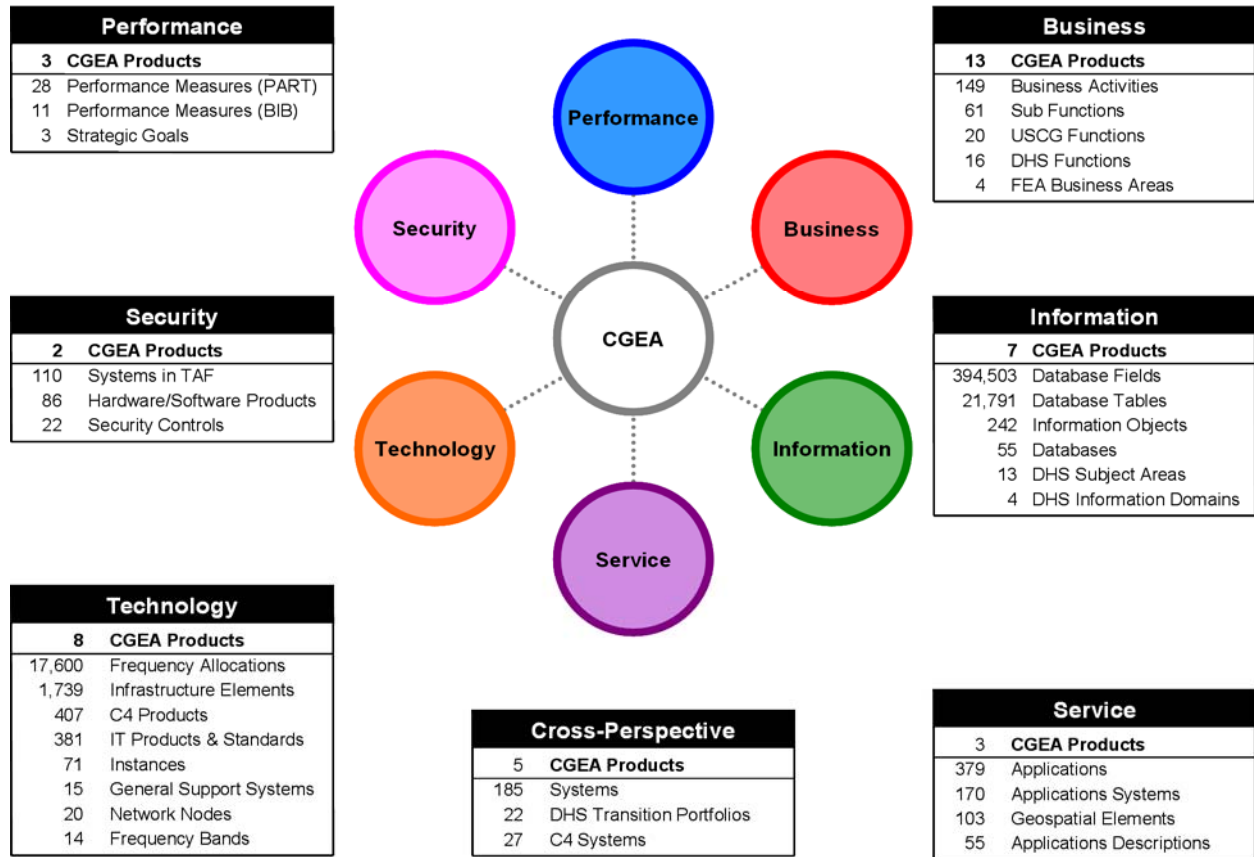 Performance
3 CGEA Products
28 Performance Measures (PART)
11 Performance Measures (BIB)
3 Strategic Goals
Business
13 CGEA Products
149 Business Activities
61 Sub Functions
20 USCG Functions
16 DHS Functions
4 FEA Business Areas
Performance
Security
Business
CGEA
Technology
Information
Service
Security
2 CGEA Products
110 Systems in TAF
86 Hardware/Software Products
22 Security Controls
Information
7 CGEA Products
394,503 Database Fields
21,791 Database Tables
242 Information Objects
55 Databases
13 DHS Subject Areas
4 DHS Information Domains
Technology
8 CGEA Products
17,600 Frequency Allocations
1,739 Infrastructure Elements
407 C4 Products
381 IT Products & Standards
71 Instances
15 General Support Systems
20 Network Nodes
14 Frequency Bands
Cross-Perspective
5 CGEA Products
185 Systems
22 DHS Transition Portfolios
27 C4 Systems
Service
3 CGEA Products
379 Applications
170 Applications Systems
103 Geospatial Elements
55 Applications Descriptions